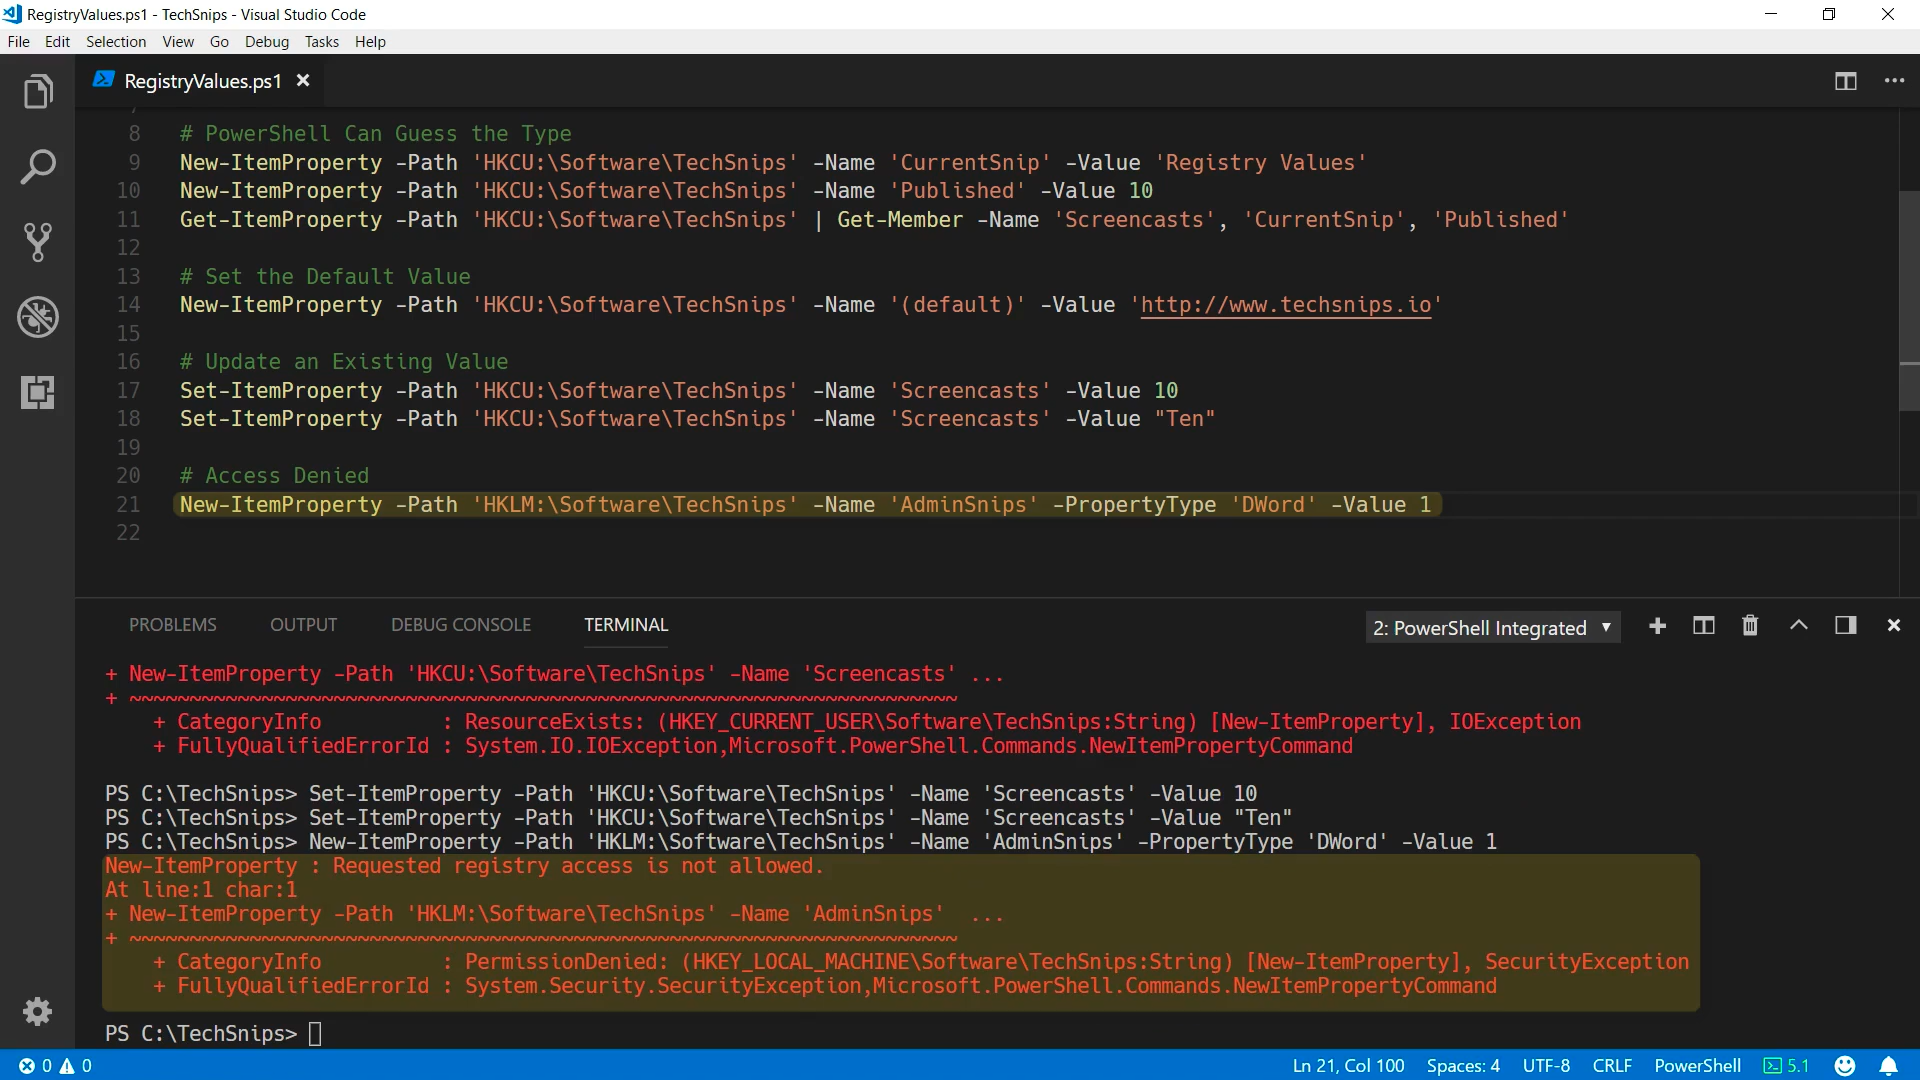 RegistryValues.ps1 - TechSnips - Visual Studio Code
File Edit Selection View Go Debug Tasks Help
RegistryValues.ps1
8 # PowerShell Can Guess the Type
9 New-ItemProperty -Path 'HKCU:\Software\TechSnips' -Name 'CurrentSnip' -Value 'Registry Values'
10 New-ItemProperty -Path 'HKCU:\Software\TechSnips' -Name 'Published' -Value 10
11 Get-ItemProperty -Path 'HKCU:\Software\TechSnips' | Get-Member -Name 'Screencasts', 'CurrentSnip', 'Published'
12
13 # Set the Default Value
14 New-ItemProperty -Path 'HKCU:\Software\TechSnips' -Name '(default)' -Value 'http://www.techsnips.io'
15
16 # Update an Existing Value
17 Set-ItemProperty -Path 'HKCU:\Software\TechSnips' -Name 'Screencasts' -Value 10
18 Set-ItemProperty -Path 'HKCU:\Software\TechSnips' -Name 'Screencasts' -Value "Ten"
19
20 # Access Denied
21 New-ItemProperty -Path 'HKLM:\Software\TechSnips' -Name 'AdminSnips' -PropertyType 'DWord' -Value 1
22
PROBLEMS OUTPUT DEBUG CONSOLE TERMINAL 2: PowerShell Integrated
+ New-ItemProperty -Path 'HKCU:\Software\TechSnips' -Name 'Screencasts' ...
+ ~~~~~~~~~~~~~~~~~~~~~~~~~~~~~~~~~~~~~~~~~~~~~~~~~~~~~~~~~~~~~~~~~~~~~
+ CategoryInfo : ResourceExists: (HKEY_CURRENT_USER\Software\TechSnips:String) [New-ItemProperty], IOException
+ FullyQualifiedErrorId : System.IO.IOException,Microsoft.PowerShell.Commands.NewItemPropertyCommand
PS C:\TechSnips> Set-ItemProperty -Path 'HKCU:\Software\TechSnips' -Name 'Screencasts' -Value 10
PS C:\TechSnips> Set-ItemProperty -Path 'HKCU:\Software\TechSnips' -Name 'Screencasts' -Value "Ten"
PS C:\TechSnips> New-ItemProperty -Path 'HKLM:\Software\TechSnips' -Name 'AdminSnips' -PropertyType 'DWord' -Value 1
New-ItemProperty : Requested registry access is not allowed.
At line:1 char:1
+ New-ItemProperty -Path 'HKLM:\Software\TechSnips' -Name 'AdminSnips' ...
+ ~~~~~~~~~~~~~~~~~~~~~~~~~~~~~~~~~~~~~~~~~~~~~~~~~~~~~~~~~~~~~~~~~~~~~
+ CategoryInfo : PermissionDenied: (HKEY_LOCAL_MACHINE\Software\TechSnips:String) [New-ItemProperty], SecurityException
+ FullyQualifiedErrorId : System.Security.SecurityException,Microsoft.PowerShell.Commands.NewItemPropertyCommand
PS C:\TechSnips>
0 0 Ln 21, Col 100 Spaces: 4 UTF-8 CRLF PowerShell 5.1